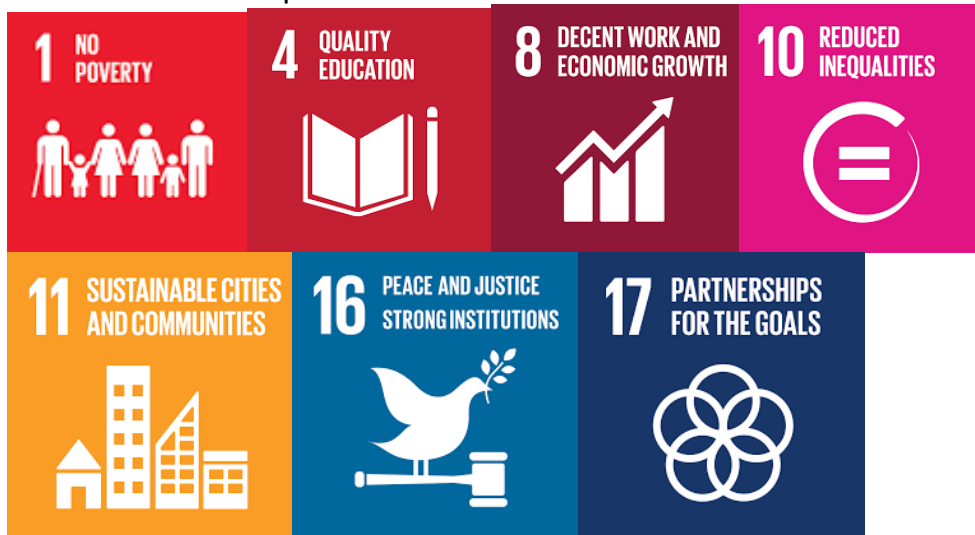 1 NO
POVERTY
4 QUALITY
EDUCATION
8 DECENT WORK AND
ECONOMIC GROWTH
10 REDUCED
INEQUALITIES
11 SUSTAINABLE CITIES
AND COMMUNITIES
16 PEACE AND JUSTICE
STRONG INSTITUTIONS
17 PARTNERSHIPS
FOR THE GOALS